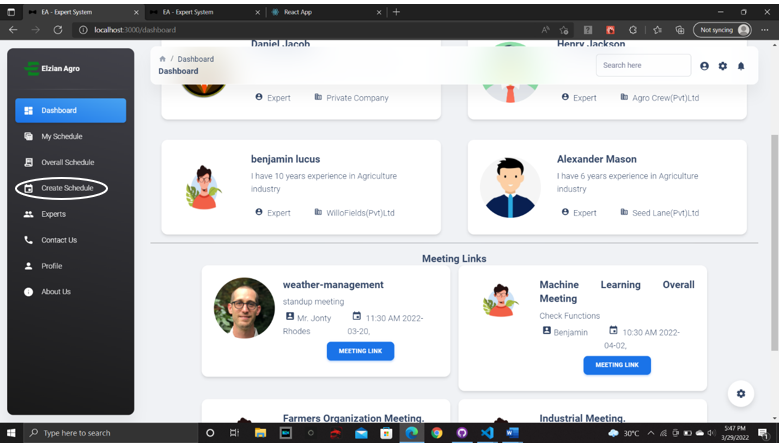 EA - Expert System
EA - Expert System
React App
localhost:3000/dashboard
Not syncing
Elzian Agro
Dashboard
My Schedule
Overall Schedule
Create Schedule
Experts
Contact Us
Profile
About Us
/ Dashboard
Dashboard
Search here
Daniel Jacob
Expert
Private Company
Henry Jackson
Expert
Agro Crew(Pvt)Ltd
benjamin lucus
I have 10 years experience in Agriculture
industry
Expert
WilloFields(Pvt)Ltd
Alexander Mason
I have 6 years experience in Agriculture
industry
Expert
Seed Lane(Pvt)Ltd
Meeting Links
weather-management
standup meeting
Mr. Jonty
Rhodes
11:30 AM 2022-
03-20,
MEETING LINK
Machine Learning Overall
Meeting
Check Functions
Benjamin
10:30 AM 2022-
04-02,
MEETING LINK
Farmers Organization Meeting.
Industrial Meeting.
Type here to search
30°C
5:47 PM
3/29/2022